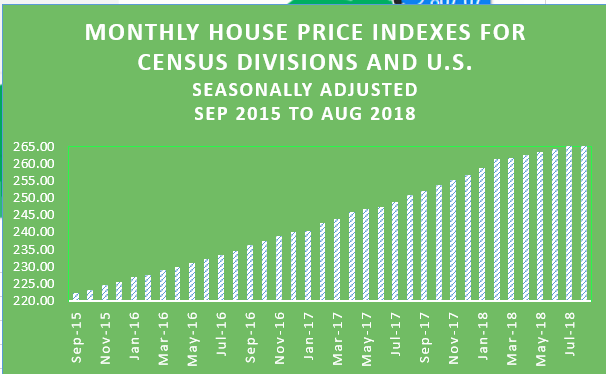 MONTHLY HOUSE PRICE INDEXES FOR
CENSUS DIVISIONS AND U.S.
SEASONALLY ADJUSTED
SEP 2015 TO AUG 2018
265.00
260.00
255.00
250.00
245.00
240.00
235.00
230.00
225.00
220.00
Sep-15
Nov-15
Jan-16
Mar-16
May-16
Jul-16
Sep-16
Nov-16
Jan-17
Mar-17
May-17
Jul-17
Sep-17
Nov-17
Jan-18
Mar-18
May-18
Jul-18